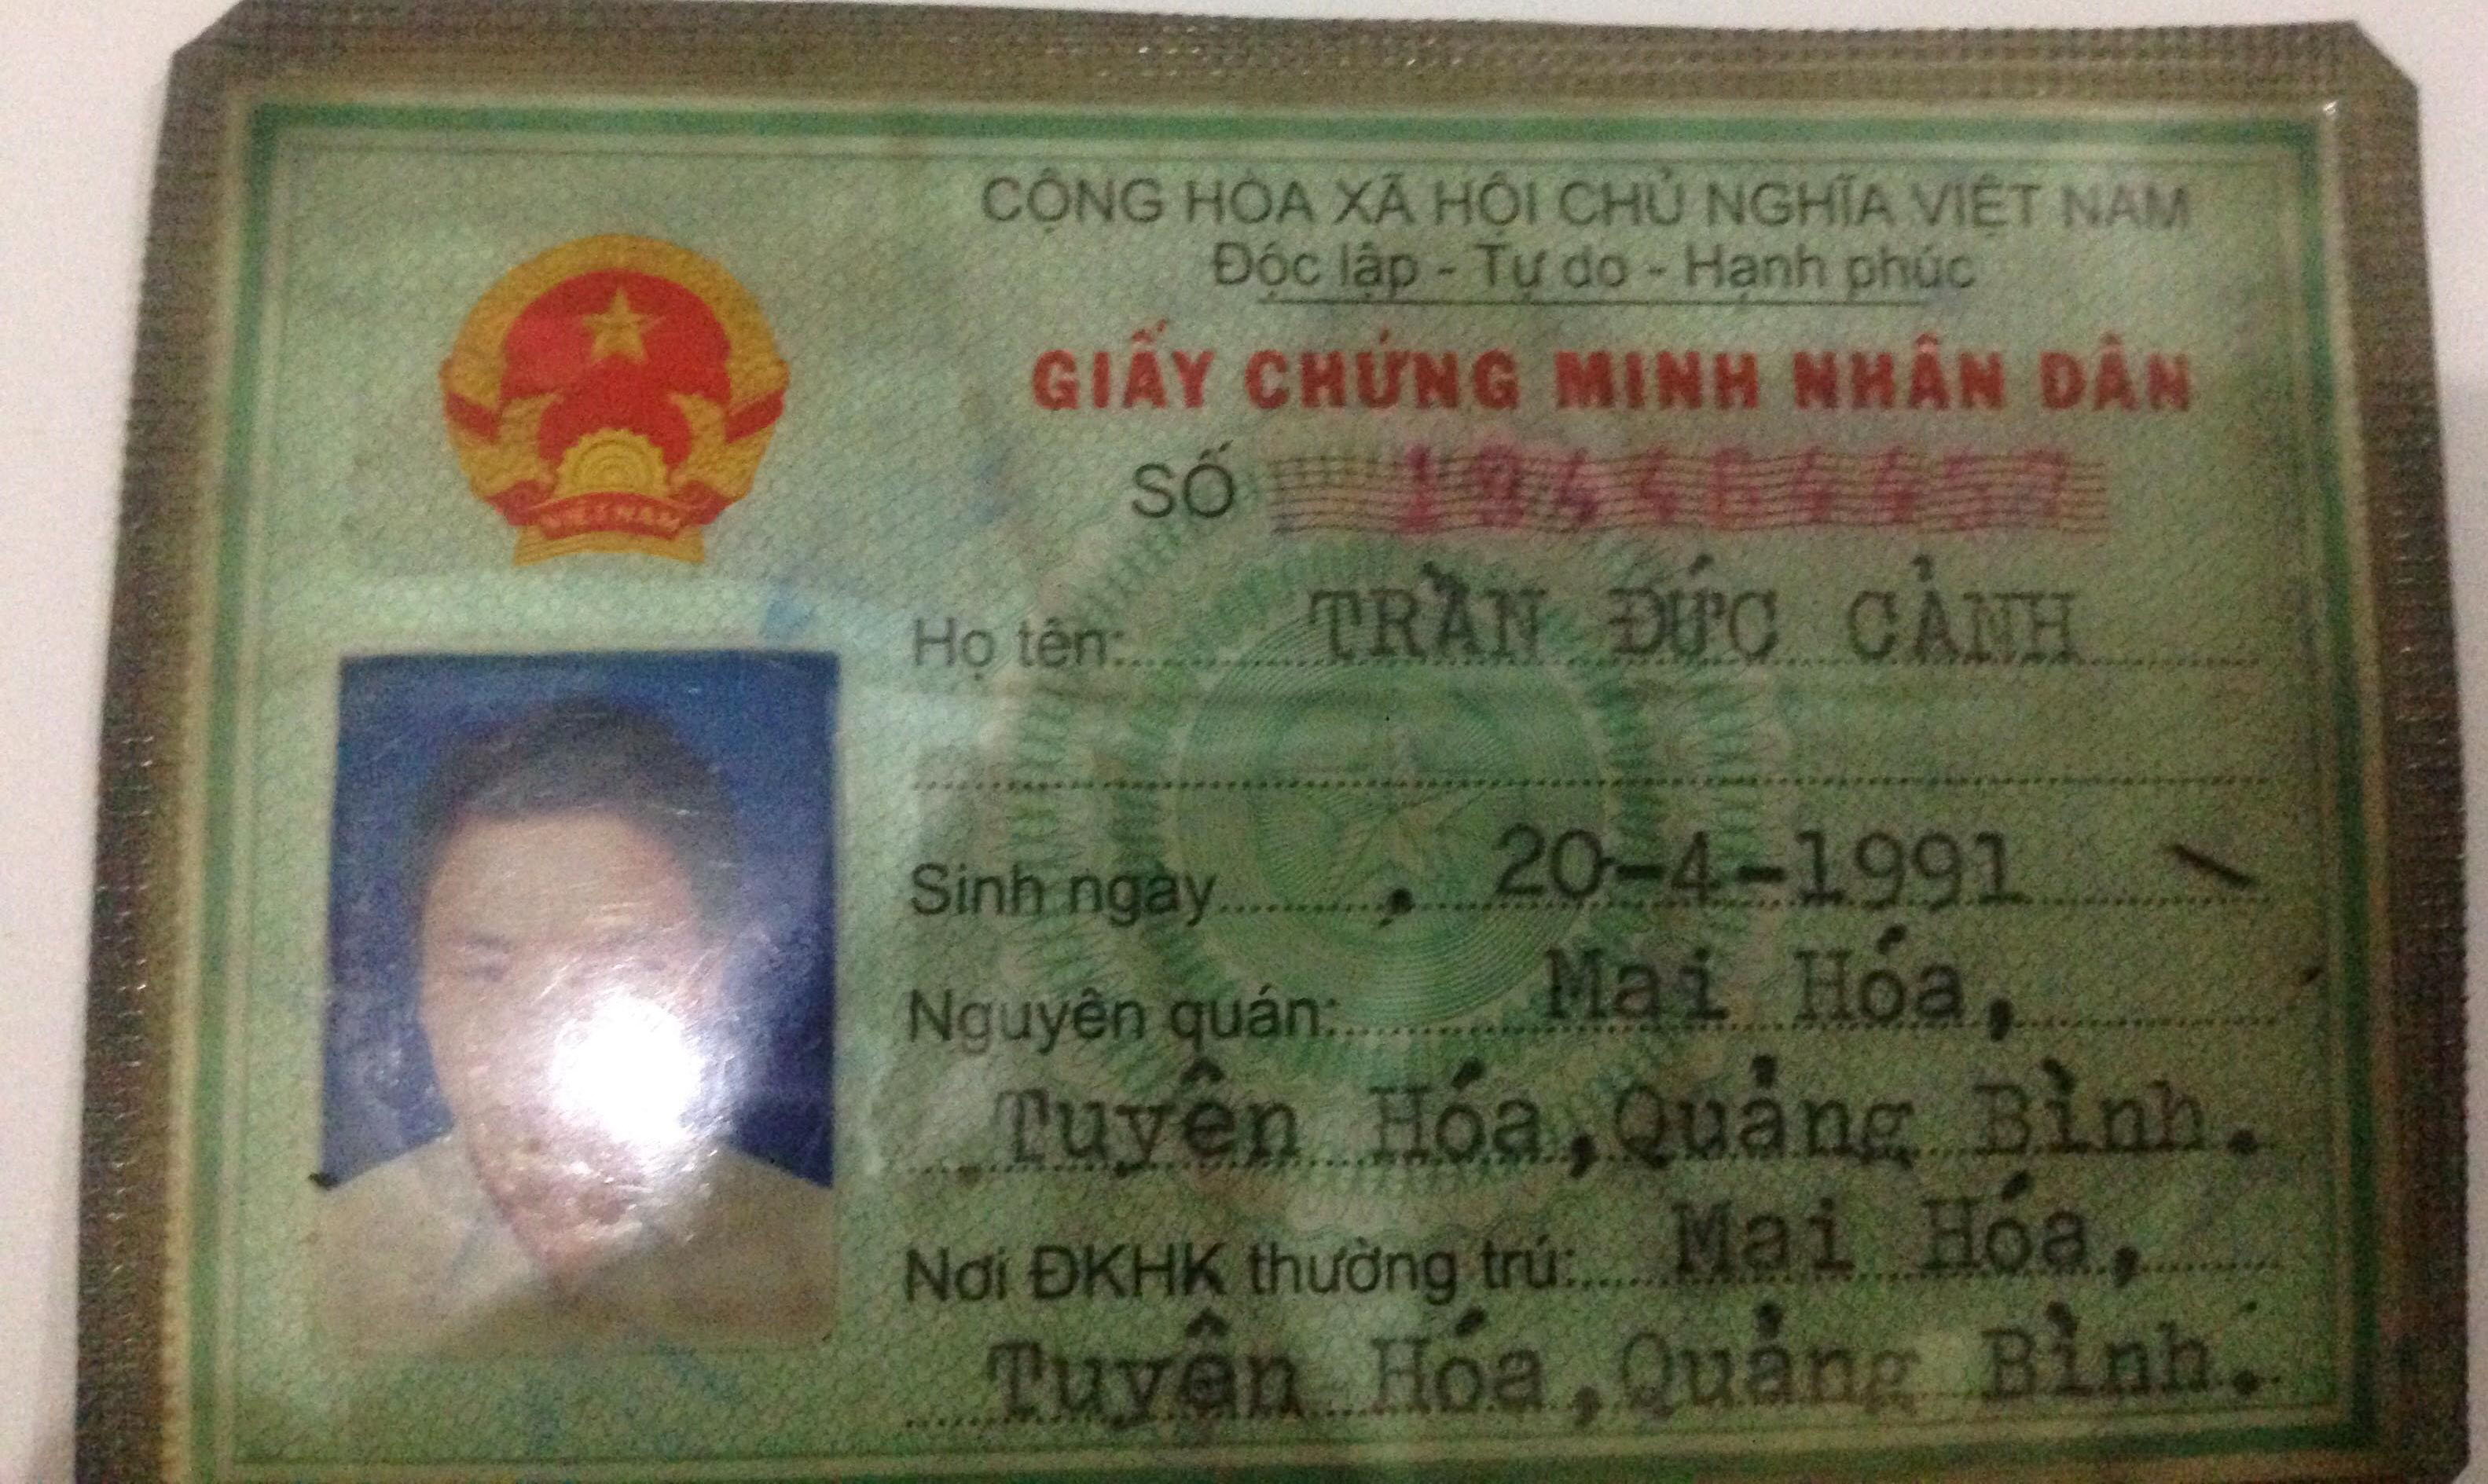 CỘNG HÒA XÃ HỘI CHỦ NGHĨA VIỆT NAM
Độc lập - Tự do - Hạnh phúc
GIẤY CHỨNG MINH NHÂN DÂN
SỐ
VIỆT NAM
Họ tên: TRẦN ĐỨC CẢNH
Sinh ngày 20-4-1991
Nguyên quán: Mai Hóa,
Tuyên Hóa,Quảng Bình.
Nơi ĐKHK thường trú: Mai Hóa,
Tuyên Hóa,Quảng Bình.